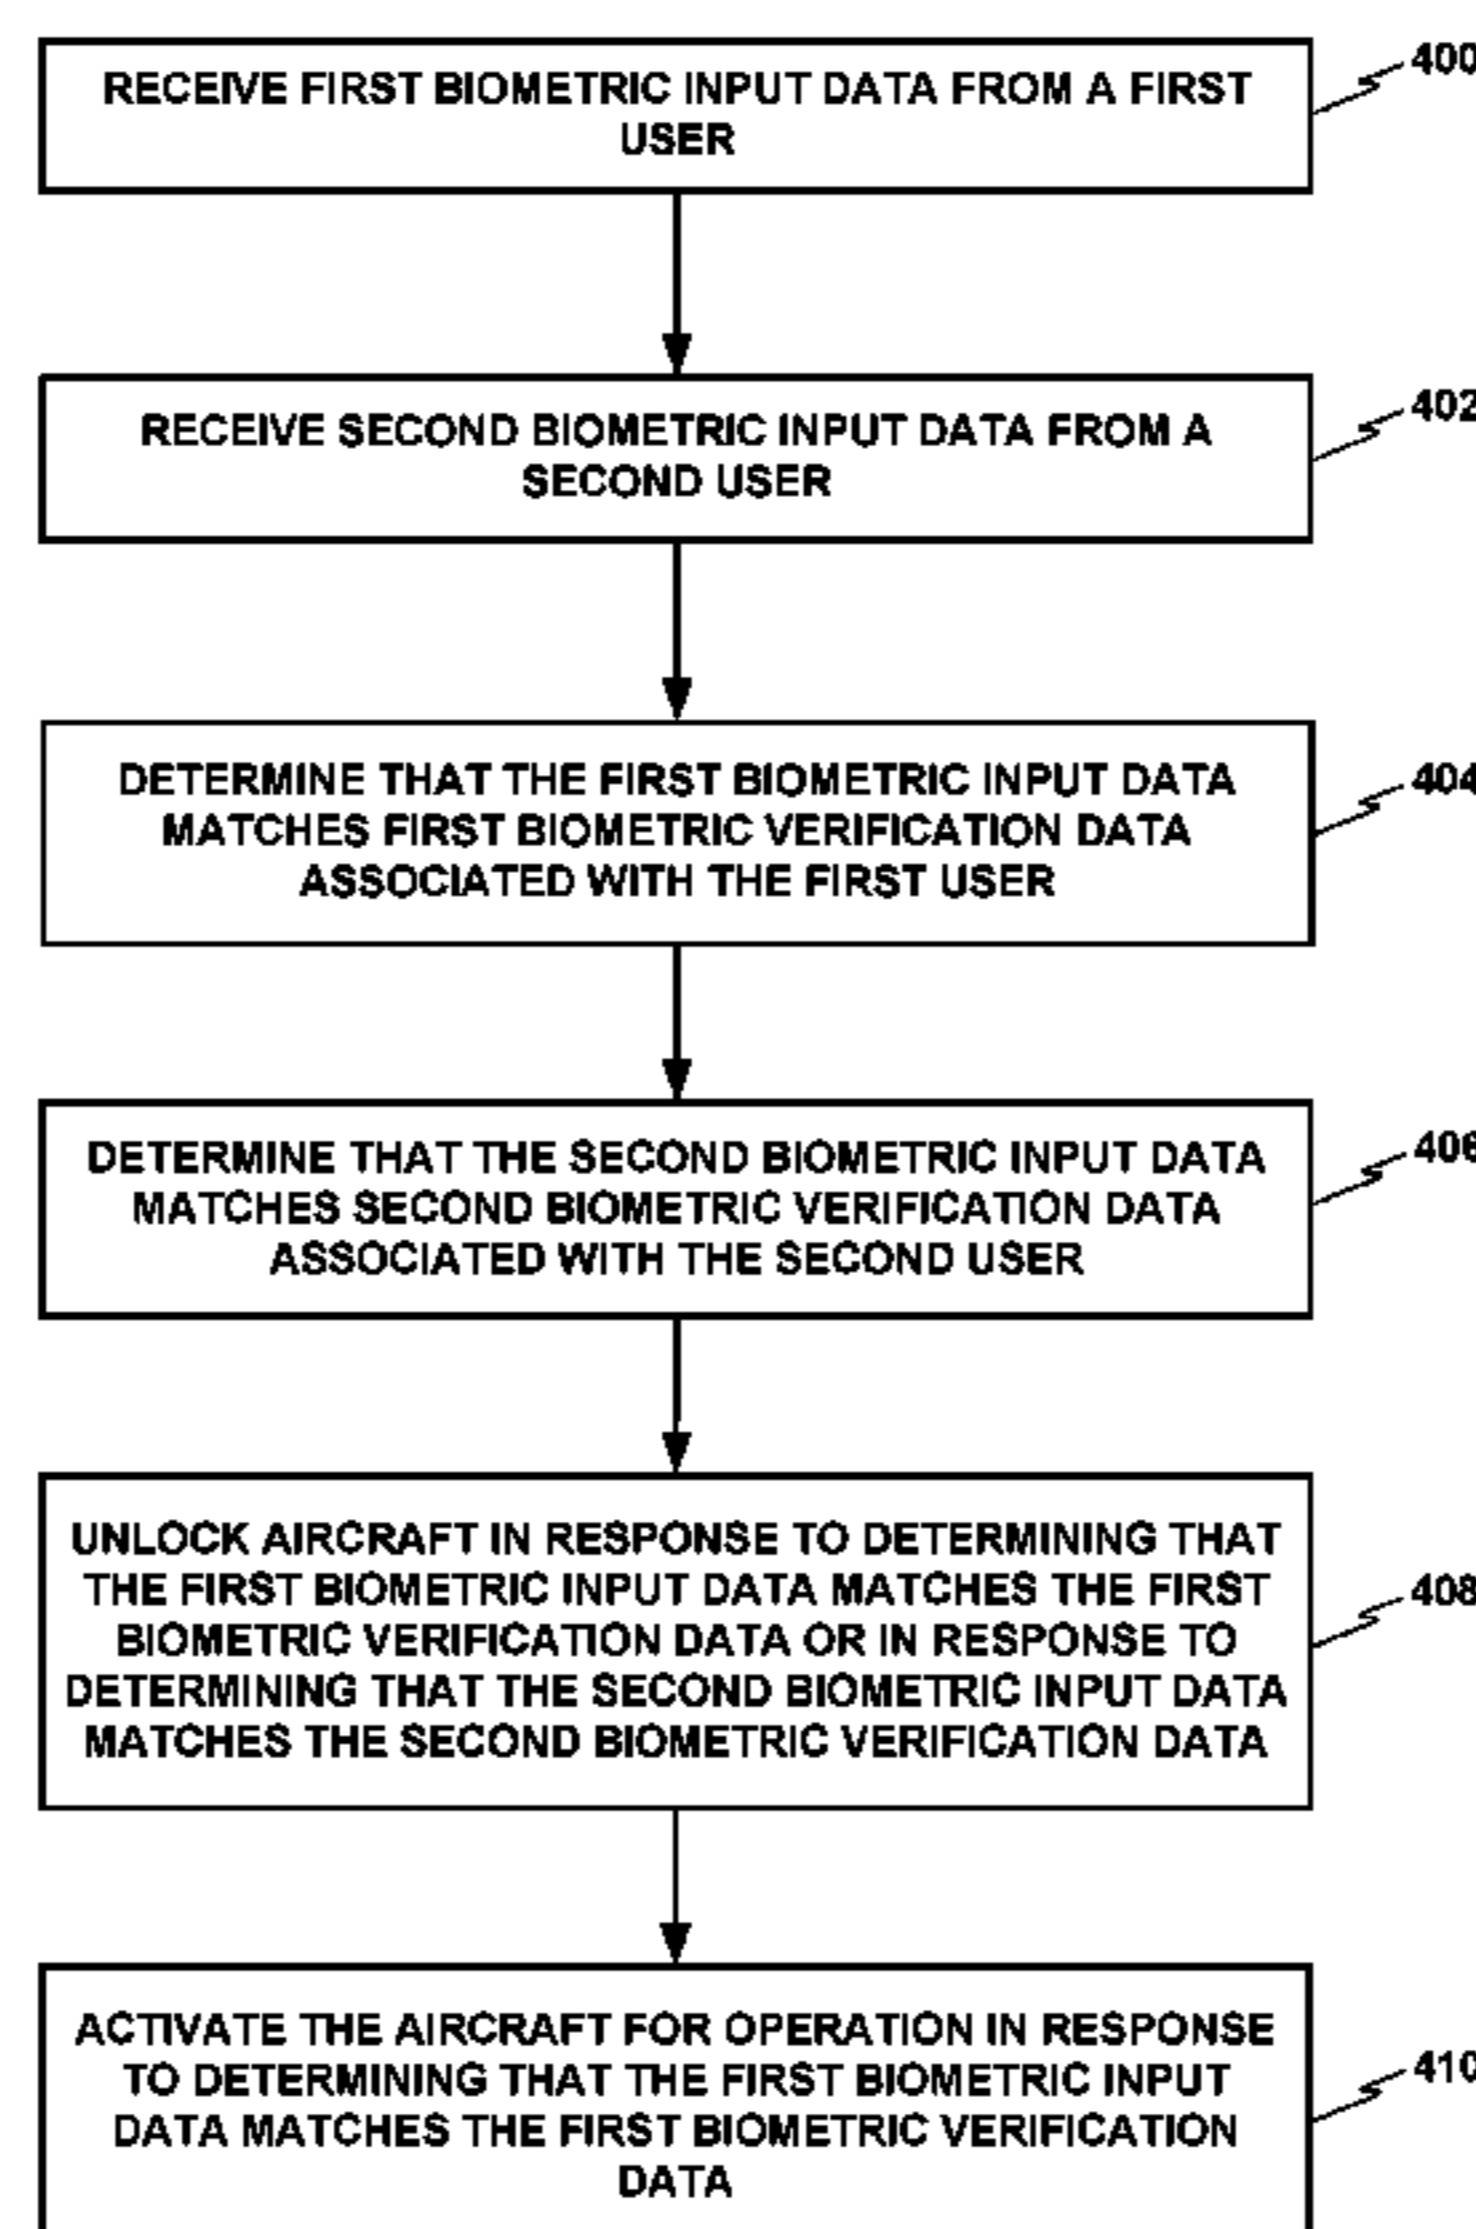 RECEIVE FIRST BIOMETRIC INPUT DATA FROM A FIRST
USER
400
RECEIVE SECOND BIOMETRIC INPUT DATA FROM A
SECOND USER
402
DETERMINE THAT THE FIRST BIOMETRIC INPUT DATA
MATCHES FIRST BIOMETRIC VERIFICATION DATA
ASSOCIATED WITH THE FIRST USER
404
DETERMINE THAT THE SECOND BIOMETRIC INPUT DATA
MATCHES SECOND BIOMETRIC VERIFICATION DATA
ASSOCIATED WITH THE SECOND USER
406
UNLOCK AIRCRAFT IN RESPONSE TO DETERMINING THAT
THE FIRST BIOMETRIC INPUT DATA MATCHES THE FIRST
BIOMETRIC VERIFICATION DATA OR IN RESPONSE TO
DETERMINING THAT THE SECOND BIOMETRIC INPUT DATA
MATCHES THE SECOND BIOMETRIC VERIFICATION DATA
408
ACTIVATE THE AIRCRAFT FOR OPERATION IN RESPONSE
TO DETERMINING THAT THE FIRST BIOMETRIC INPUT
DATA MATCHES THE FIRST BIOMETRIC VERIFICATION
DATA
410